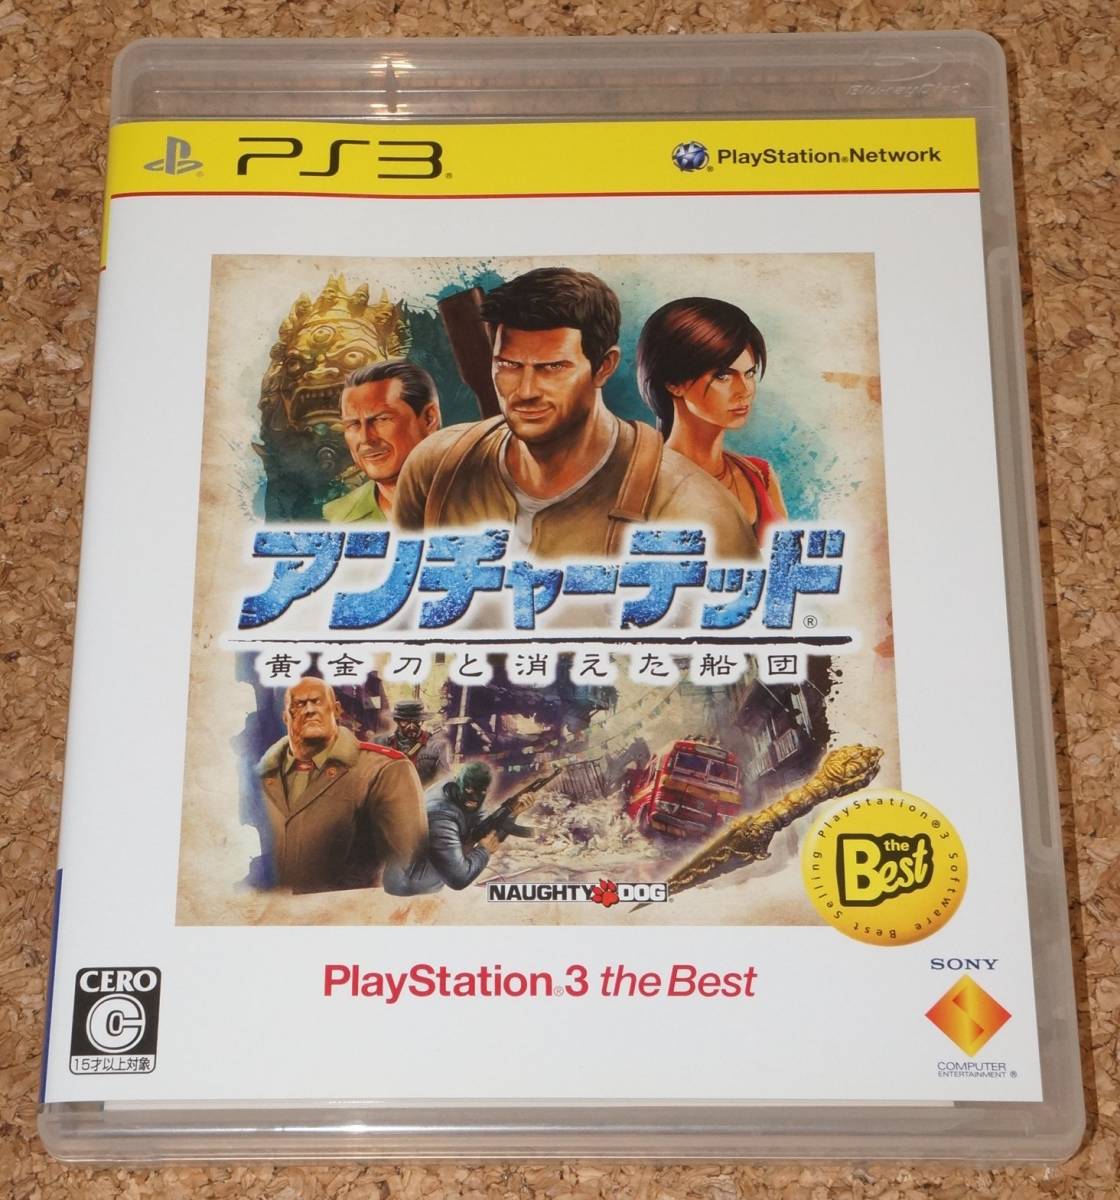 Blu-ray Disc
PS3
PlayStation®Network
アンチャーテッド®
黄金刀と消えた船団
NAUGHTY DOG®
PlayStation®3 Software Best Selling
the
Best
PlayStation®3 the Best
CERO
C
15才以上対象
SONY
COMPUTER
ENTERTAINMENT®